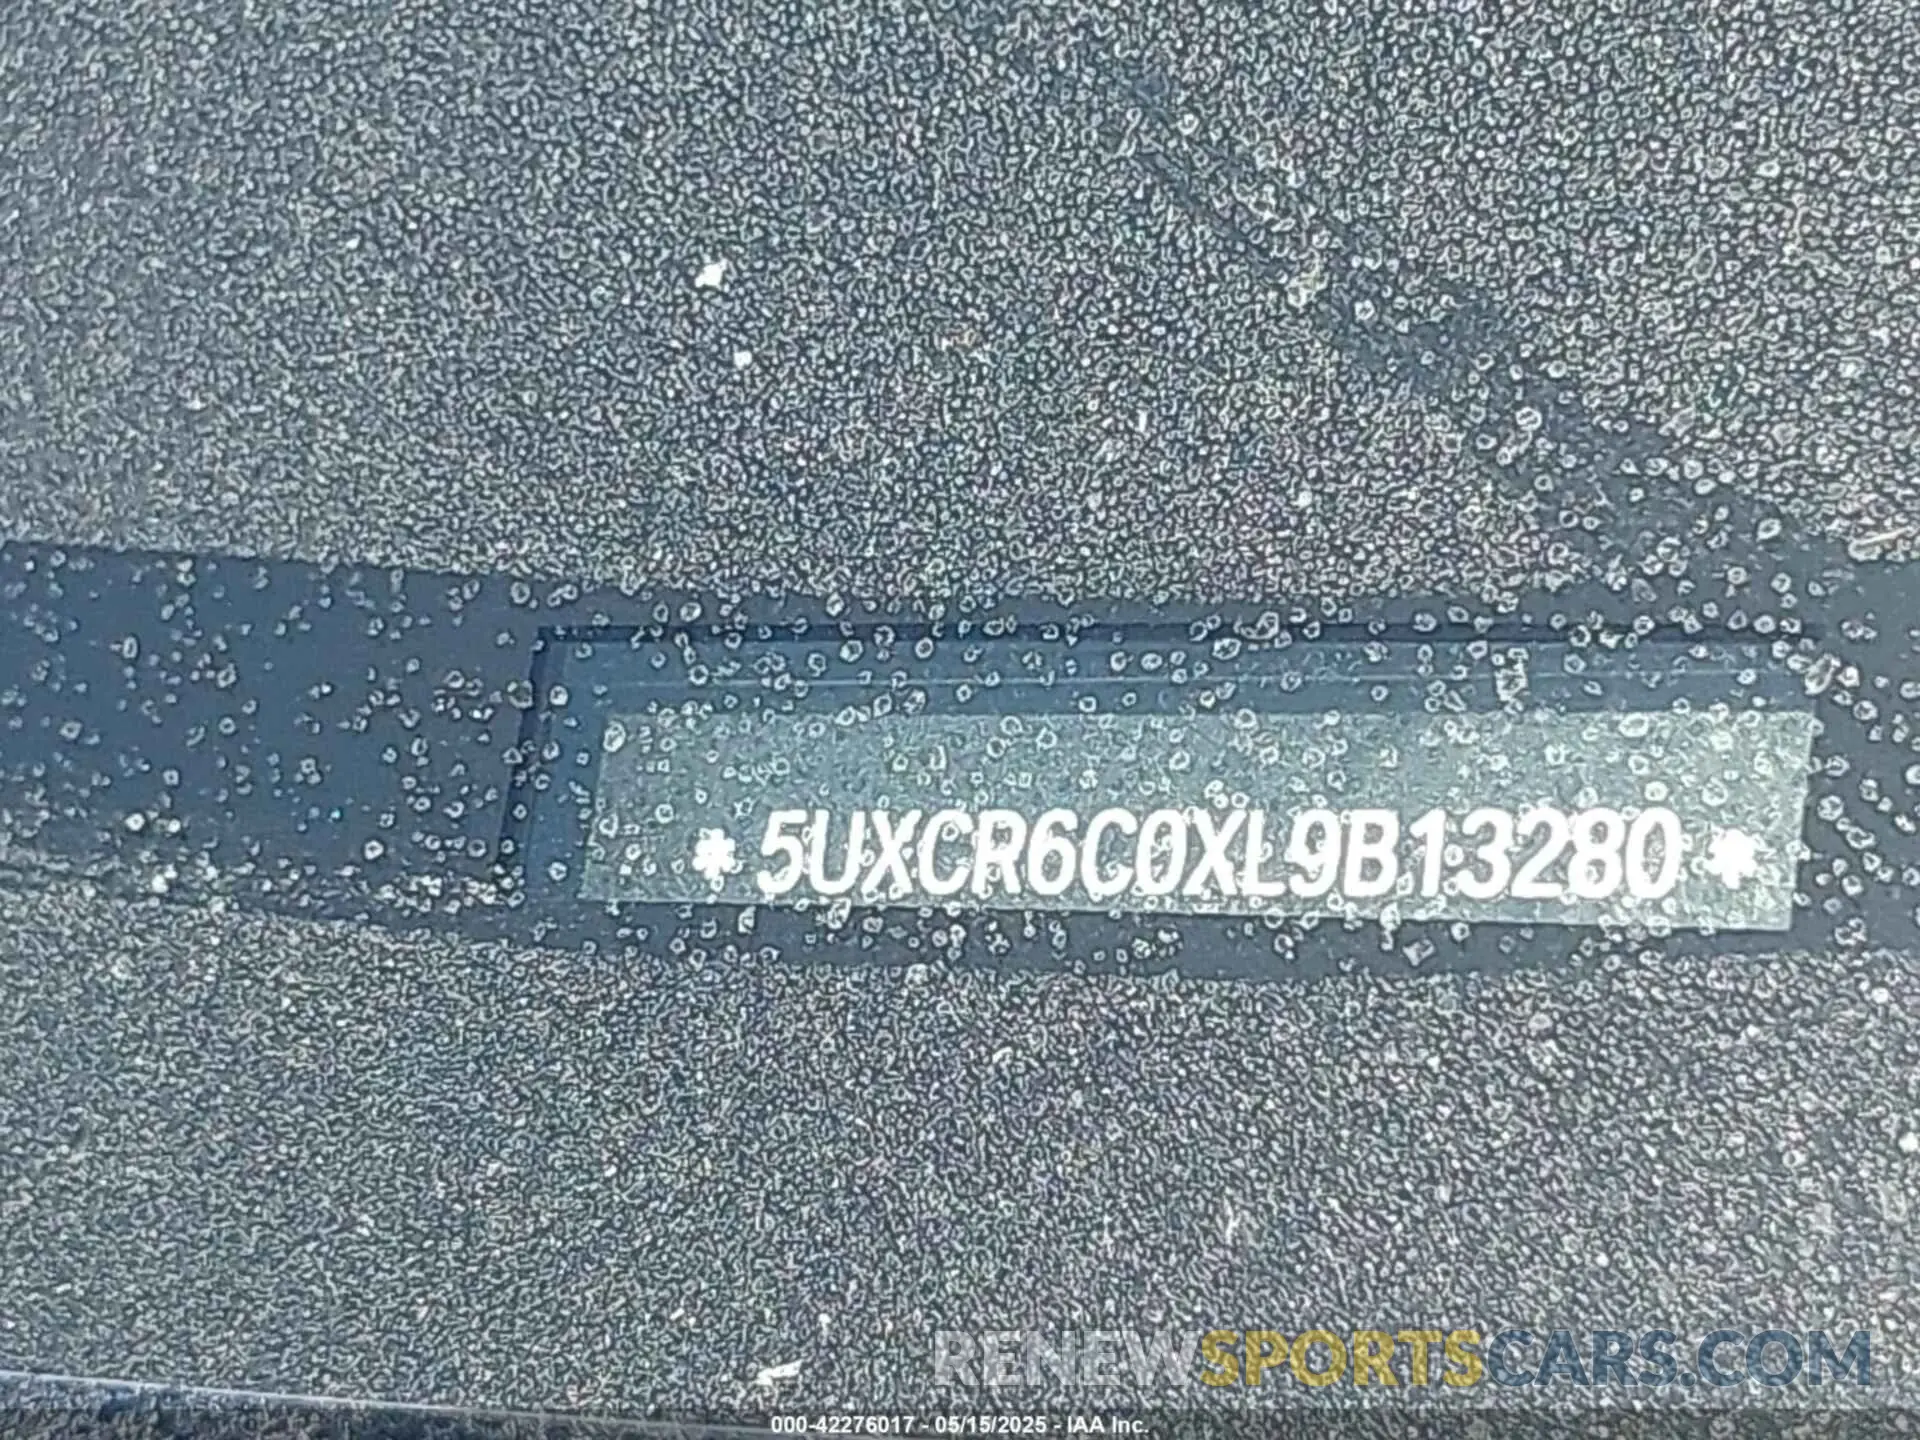 *5UXCR6C0XL9B13280*
RENEWSPORTSCARS.COM
000-42276017 - 05/15/2025 - IAA Inc.